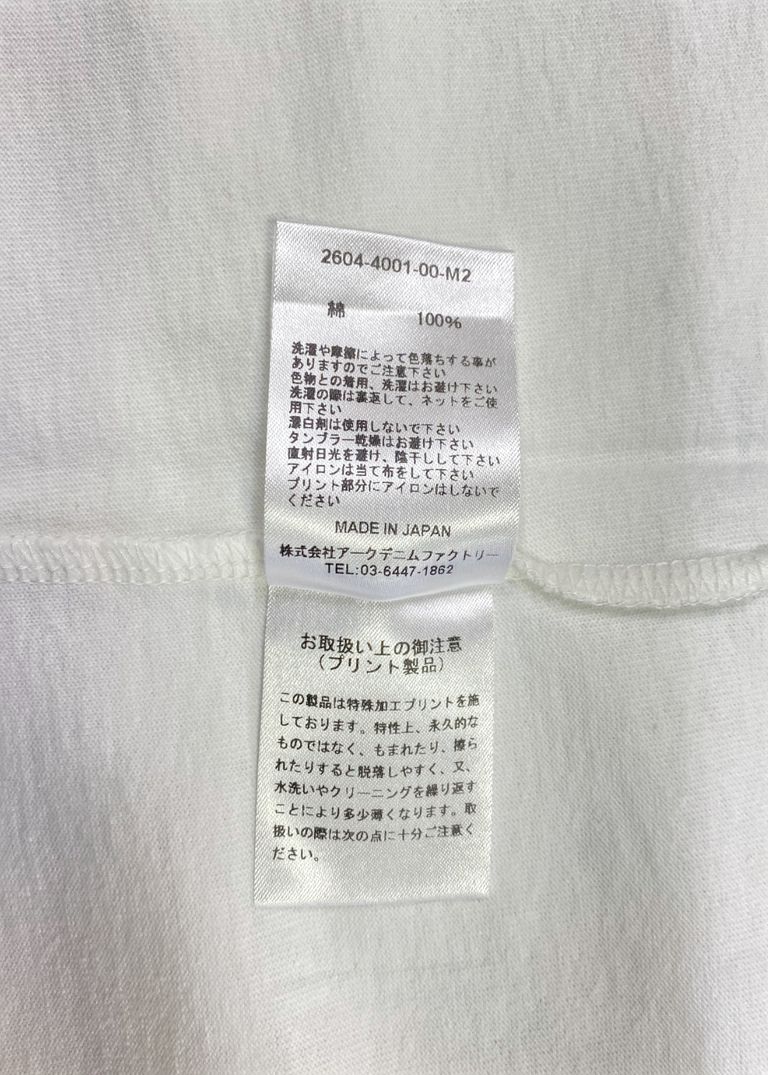 2604-4001-00-M2
綿 100%
洗濯や摩擦によって色落ちする事が
ありますのでご注意下さい
色物との着用、洗濯はお避け下さい
洗濯の際は裏返して、ネットをご使
用下さい
漂白剤は使用しないで下さい
タンブラー乾燥はお避け下さい
直射日光を避け、陰干しして下さい
アイロンは当て布をして下さい
プリント部分にアイロンはしないで
ください
MADE IN JAPAN
株式会社アークデニムファクトリー
TEL:03-6447-1862
お取扱い上の御注意
(プリント製品)
この製品は特殊加工プリントを施
しております。特性上、永久的な
ものではなく、もまれたり、擦ら
れたりすると脱落しやすく、又、
水洗いやクリーニングを繰り返す
ことにより多少薄くなります。取
扱いの際は次の点に十分ご注意く
ださい。